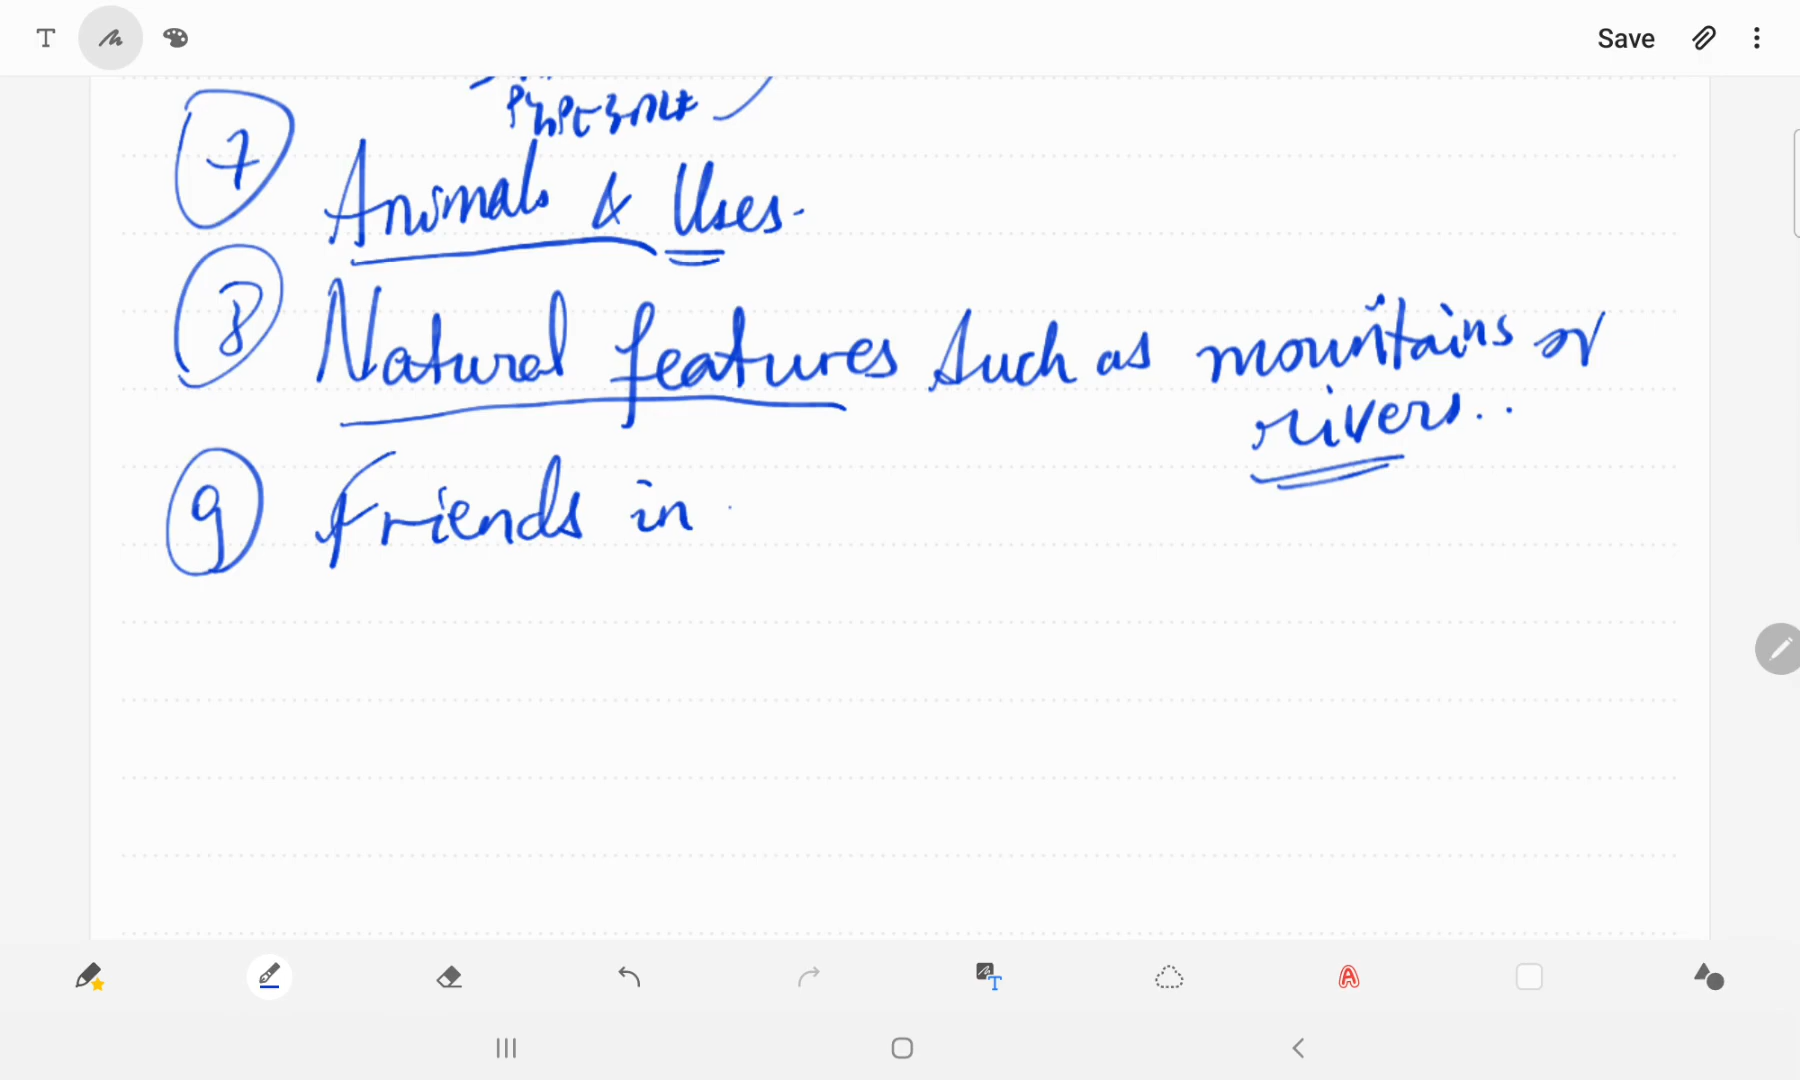 T Save
7 Animals & Uses.
8 Natural features such as mountains or
rivers..
9 Friends in
T
A